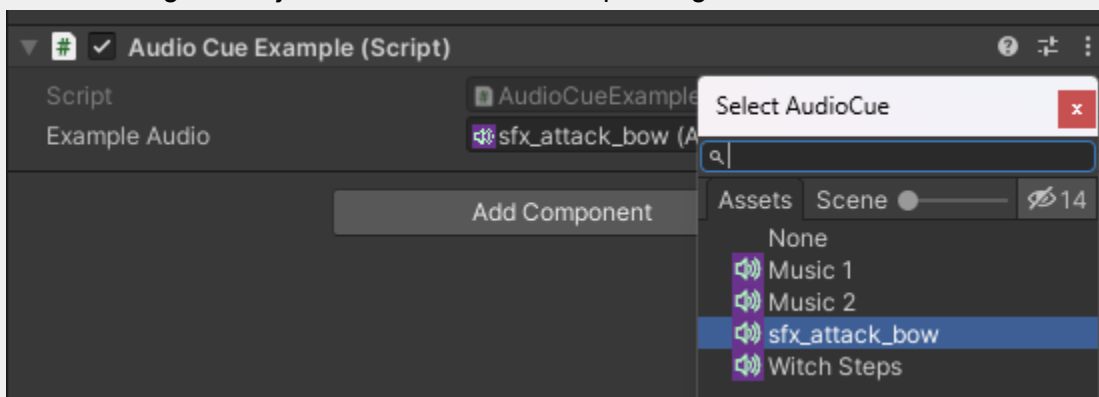 Audio Cue Example (Script)
Script
AudioCueExample
Example Audio
sfx_attack_bow (A
Add Component
Select AudioCue
x
Assets Scene 14
None
Music 1
Music 2
sfx_attack_bow
Witch Steps